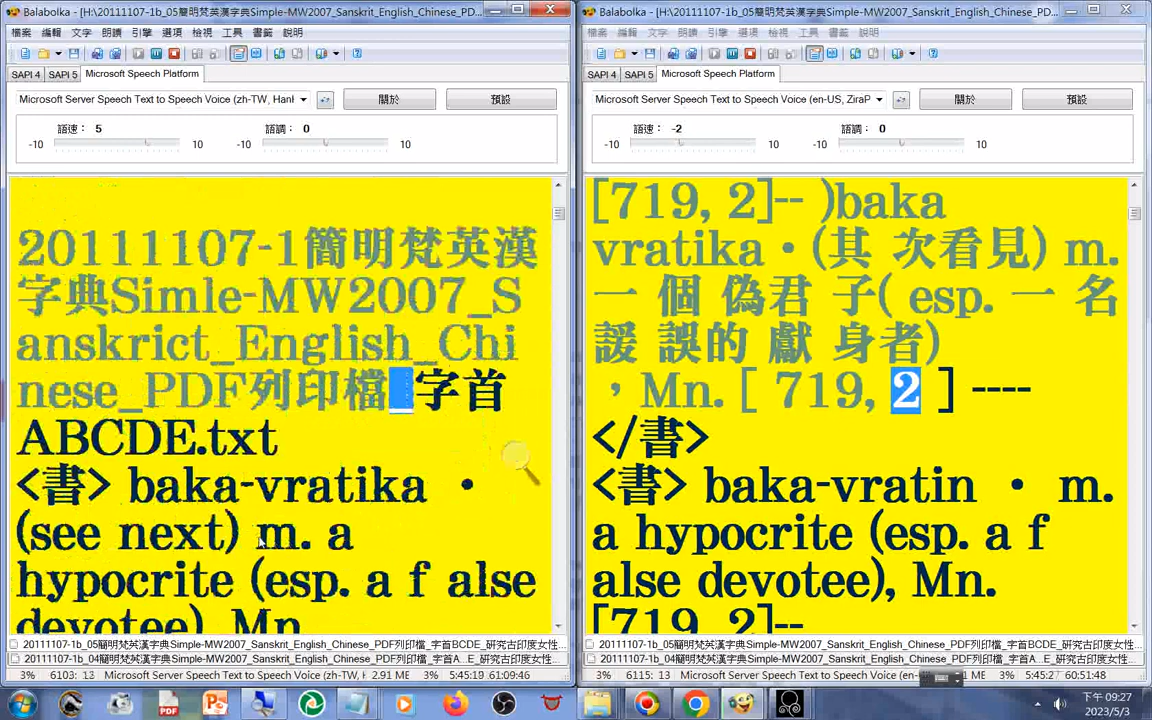 Balabolka - [H:\20111107-1b_05簡明梵英漢字典Simple-MW2007_Sanskrit_English_Chinese_PD...
檔案 編輯 文字 朗讀 引擎 選項 檢視 工具 書籤 說明
SAPI 4 SAPI 5 Microsoft Speech Platform
Microsoft Server Speech Text to Speech Voice (zh-TW, Hanl
關於 預設
語速： 5 語調： 0
-10 10 -10 10
20111107-1簡明梵英漢
字典Simle-MW2007_S
anskrict_English_Chi
nese_PDF列印檔_字首
ABCDE.txt
<書> baka-vratika •
(see next) m. a
hypocrite (esp. a f alse
devotee), Mn.
20111107-1b_05簡明梵英漢字典Simple-MW2007_Sanskrit_English_Chinese_PDF列印檔_字首BCDE_研究古印度女性...
20111107-1b_04簡明梵英漢字典Simple-MW2007_Sanskrit_English_Chinese_PDF列印檔_字首A...E_研究古印度女性...
3% 6103: 13 Microsoft Server Speech Text to Speech Voice (zh-TW, H 2.91 ME 3% 5:45:19 61:09:46
Balabolka - [H:\20111107-1b_05簡明梵英漢字典Simple-MW2007_Sanskrit_English_Chinese_PD...
檔案 編輯 文字 朗讀 引擎 選項 檢視 工具 書籤 說明
SAPI 4 SAPI 5 Microsoft Speech Platform
Microsoft Server Speech Text to Speech Voice (en-US, ZiraP
關於 預設
語速： -2 語調： 0
-10 10 -10 10
[719, 2]-- )baka
vratika•(其 次看見) m.
一 個 偽君 子( esp. 一 名
諼 誤的 獻 身者)
，Mn. [ 719, 2 ] ----
</書>
<書> baka-vratin • m.
a hypocrite (esp. a f
alse devotee), Mn.
[719, 2]--
20111107-1b_05簡明梵英漢字典Simple-MW2007_Sanskrit_English_Chinese_PDF列印檔_字首BCDE_研究古印度女性...
20111107-1b_04簡明梵英漢字典Simple-MW2007_Sanskrit_English_Chinese_PDF列印檔_字首A...E_研究古印度女性...
3% 6115: 13 Microsoft Server Speech Text to Speech Voice (en-US, ME 3% 5:45:27 60:51:48
下午 09:27
2023/5/3